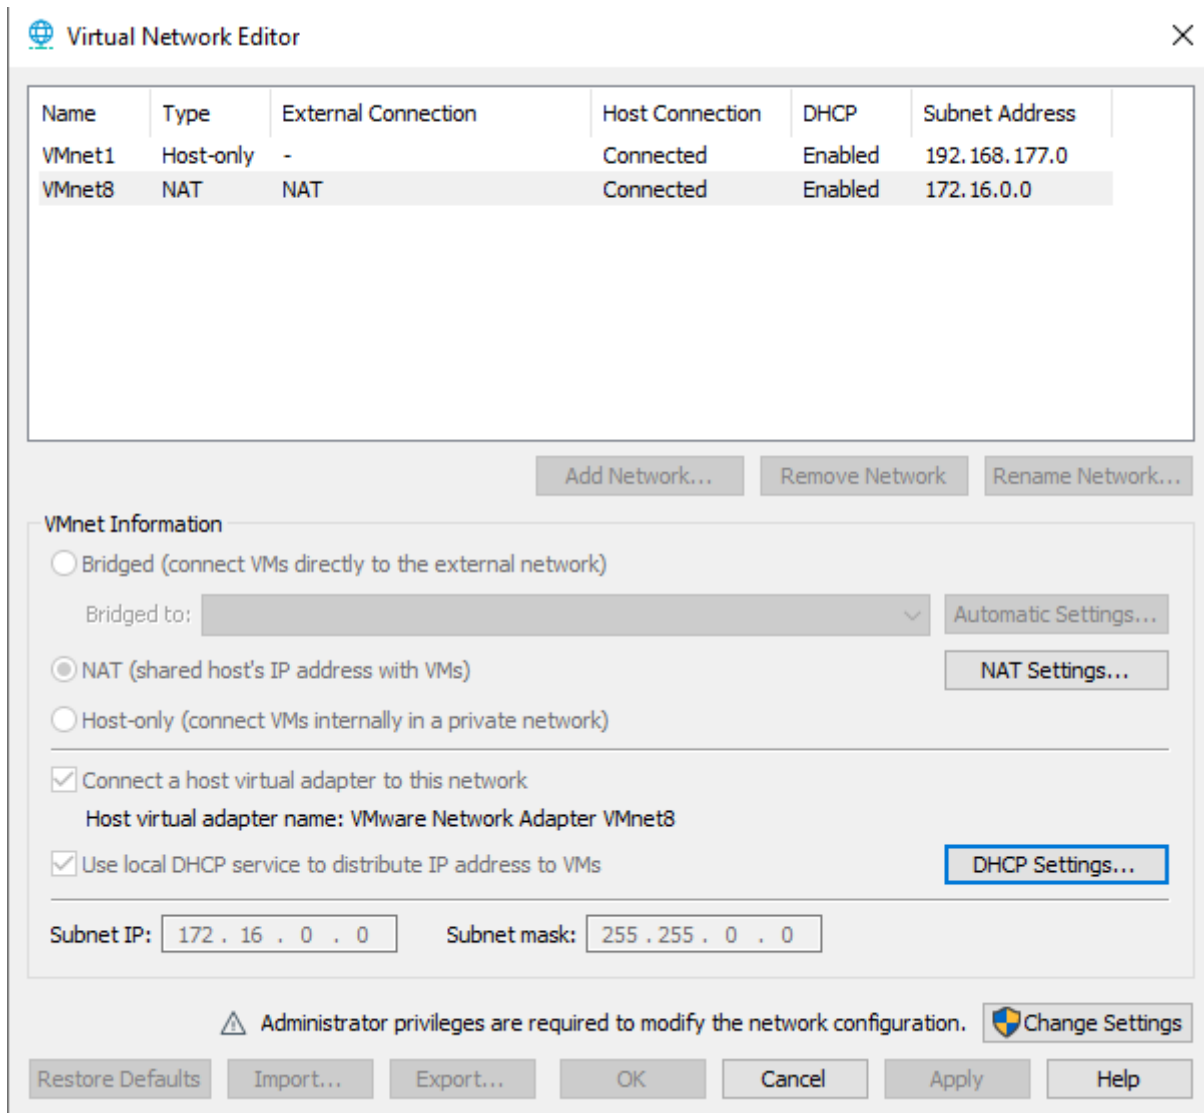 Virtual Network Editor
Name Type External Connection Host Connection DHCP Subnet Address
VMnet1 Host-only - Connected Enabled 192.168.177.0
VMnet8 NAT NAT Connected Enabled 172.16.0.0
Add Network... Remove Network Rename Network...
VMnet Information
Bridged (connect VMs directly to the external network)
Bridged to: Automatic Settings...
NAT (shared host's IP address with VMs) NAT Settings...
Host-only (connect VMs internally in a private network)
Connect a host virtual adapter to this network
Host virtual adapter name: VMware Network Adapter VMnet8
Use local DHCP service to distribute IP address to VMs DHCP Settings...
Subnet IP: 172 . 16 . 0 . 0 Subnet mask: 255 . 255 . 0 . 0
Administrator privileges are required to modify the network configuration. Change Settings
Restore Defaults Import... Export... OK Cancel Apply Help